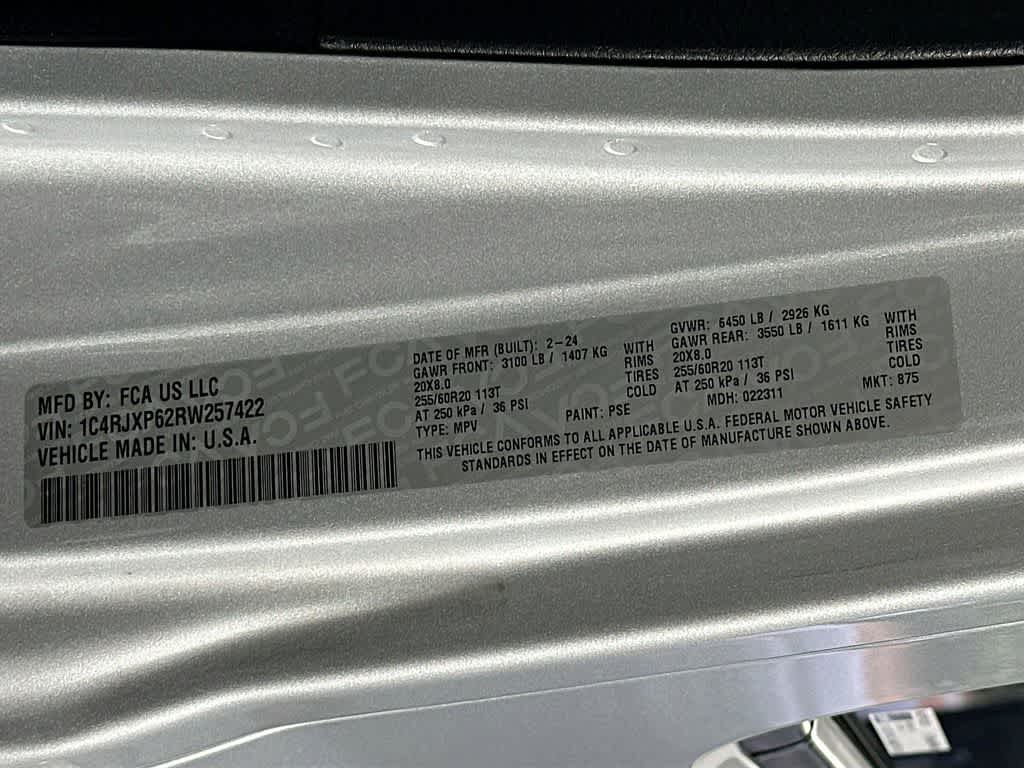 MFD BY: FCA US LLC
VIN: 1C4RJXP62RW257422
VEHICLE MADE IN: U.S.A.
DATE OF MFR (BUILT): 2-24
GAWR FRONT: 3100 LB / 1407 KG WITH
20X8.0 RIMS
255/60R20 113T TIRES
AT 250 kPa / 36 PSI COLD
TYPE: MPV PAINT: PSE
GVWR: 6450 LB / 2926 KG
GAWR REAR: 3550 LB / 1611 KG WITH
20X8.0 RIMS
255/60R20 113T TIRES
AT 250 kPa / 36 PSI COLD
MDH: 022311 MKT: 875
THIS VEHICLE CONFORMS TO ALL APPLICABLE U.S.A. FEDERAL MOTOR VEHICLE SAFETY
STANDARDS IN EFFECT ON THE DATE OF MANUFACTURE SHOWN ABOVE.